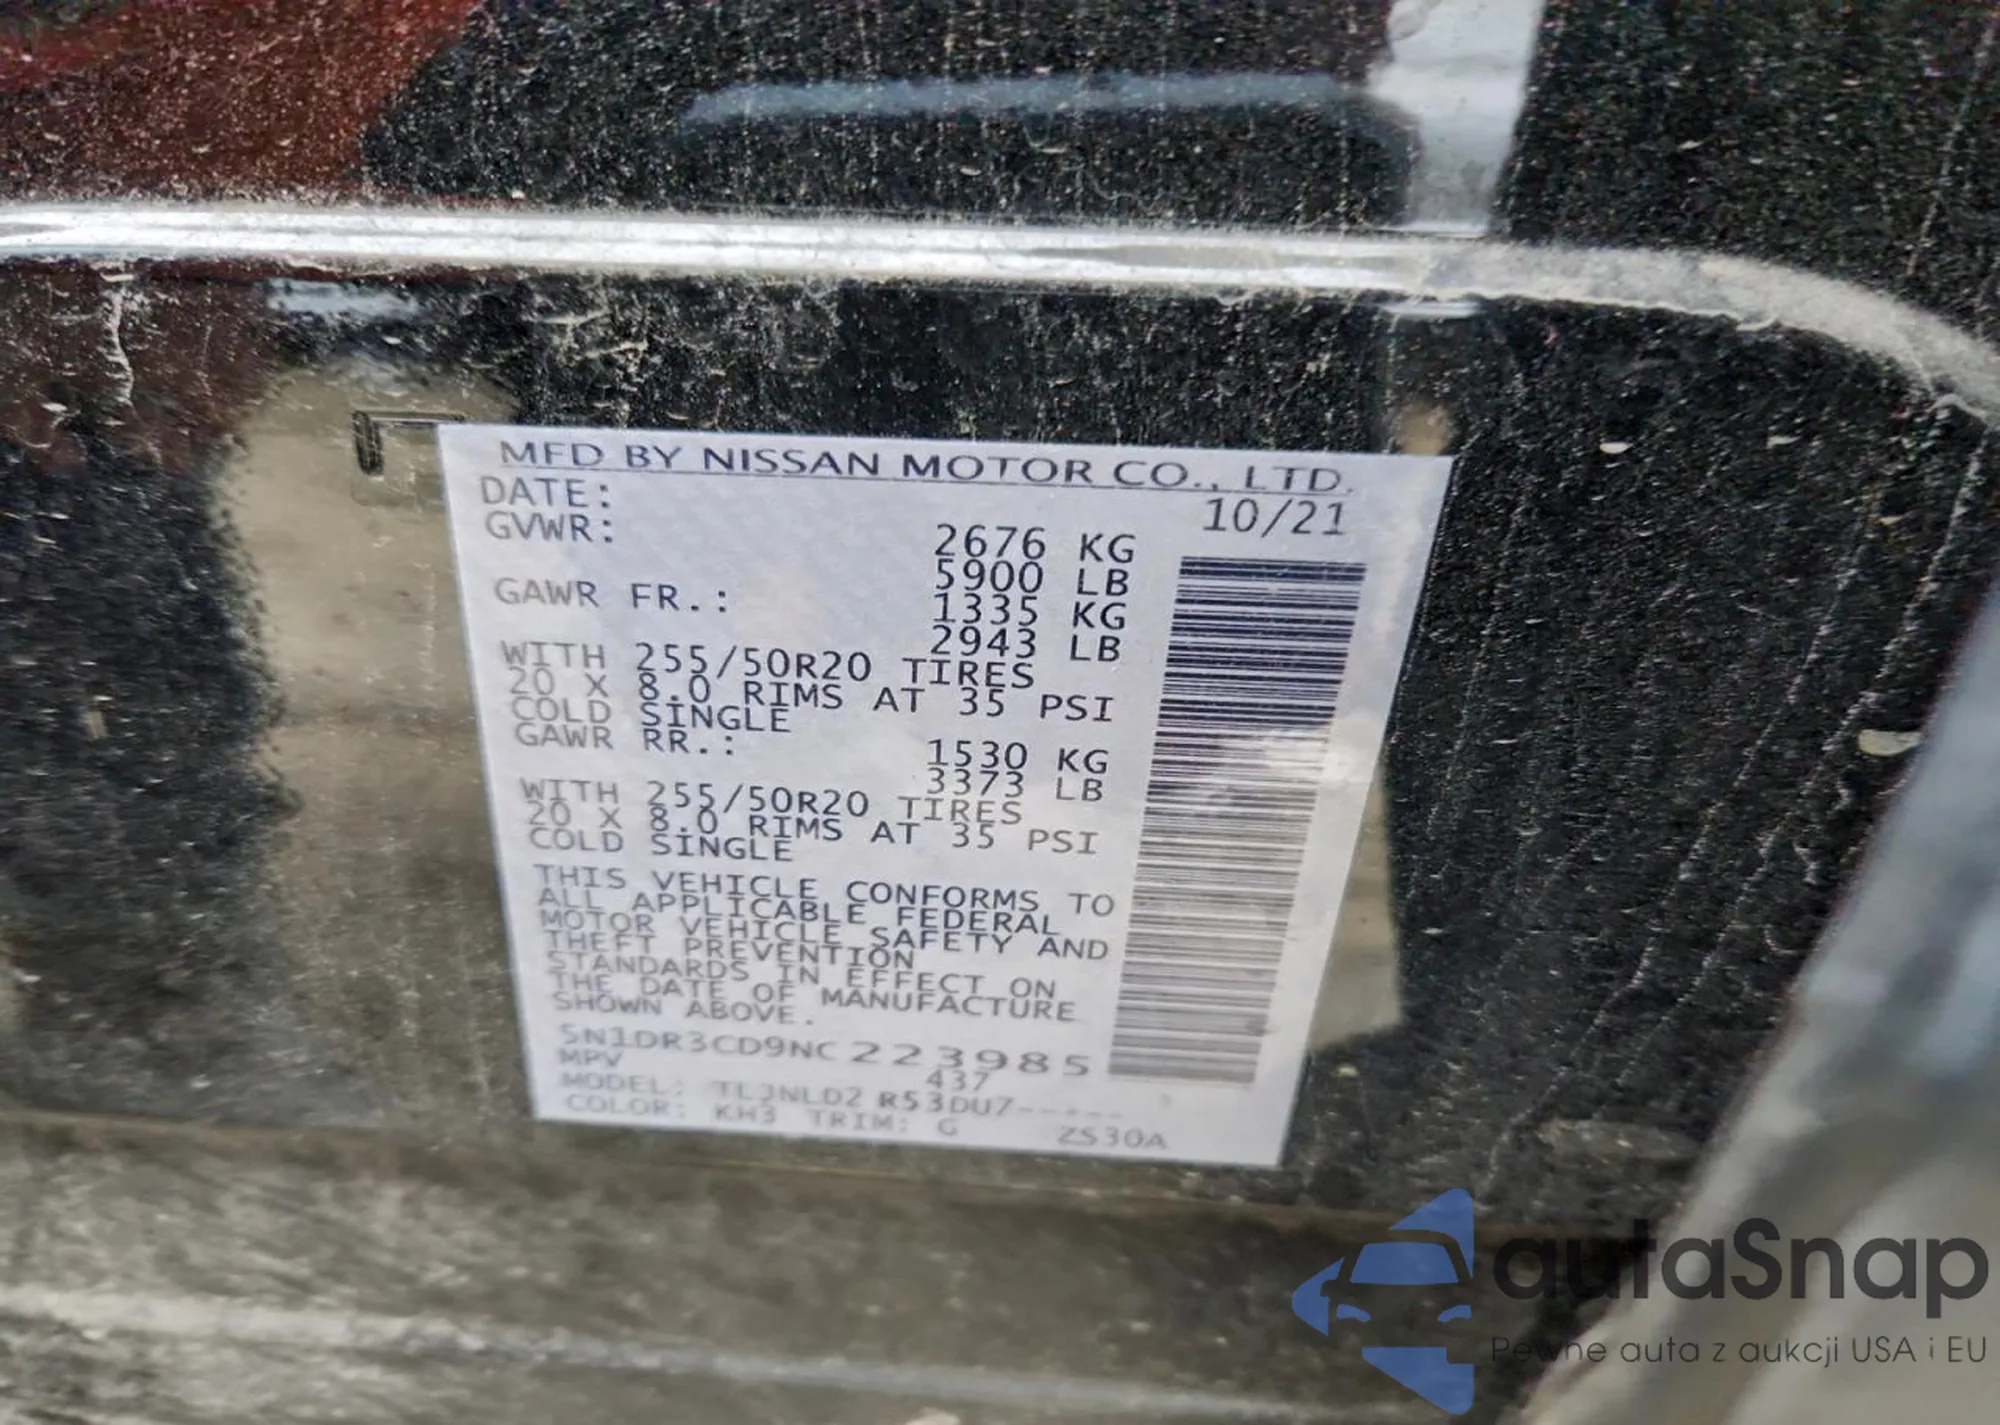 MFD BY NISSAN MOTOR CO., LTD.
DATE: 10/21
GVWR: 2676 KG
5900 LB
GAWR FR.: 1335 KG
2943 LB
WITH 255/50R20 TIRES
20 X 8.0 RIMS AT 35 PSI
COLD SINGLE
GAWR RR.: 1530 KG
3373 LB
WITH 255/50R20 TIRES
20 X 8.0 RIMS AT 35 PSI
COLD SINGLE
THIS VEHICLE CONFORMS TO
ALL APPLICABLE FEDERAL
MOTOR VEHICLE SAFETY AND
THEFT PREVENTION
STANDARDS IN EFFECT ON
THE DATE OF MANUFACTURE
SHOWN ABOVE.
5N1DR3CD9NC223985
MPV 437
MODEL: TLJNLD2 R53DU7-----
COLOR: KH3 TRIM: G ZS30A
autaSnap
Pewne auta z aukcji USA i EU